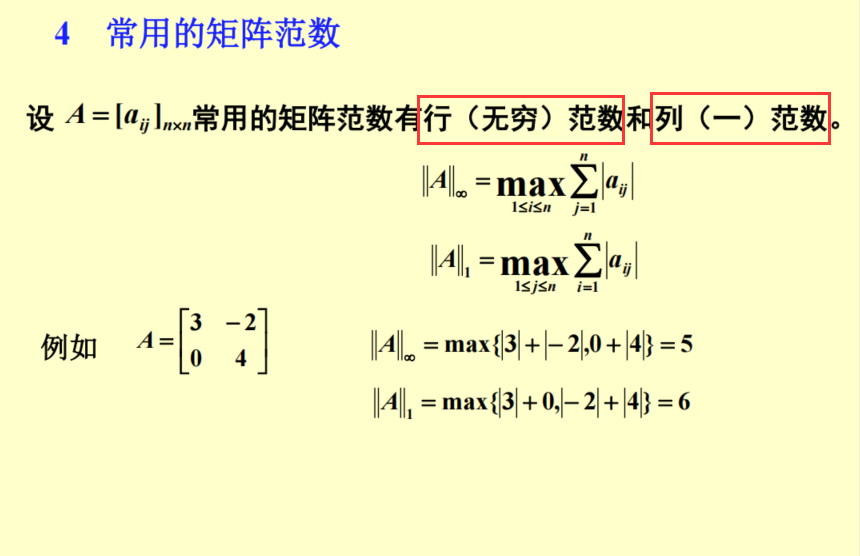 4 常用的矩阵范数
设 A=[a_ij]_n×n 常用的矩阵范数有行（无穷）范数和列（一）范数。
‖A‖_∞ = max_{1≤i≤n} ∑_{j=1}^{n} |a_ij|
‖A‖_1 = max_{1≤j≤n} ∑_{i=1}^{n} |a_ij|
例如 A = [3 -2; 0 4]
‖A‖_∞ = max{|3|+|-2|,0+|4|} = 5
‖A‖_1 = max{|3|+0,|-2|+|4|} = 6